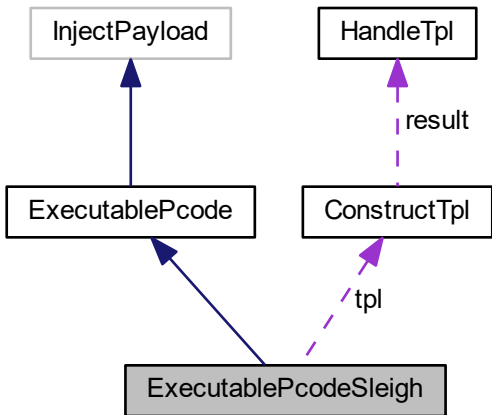 InjectPayload
HandleTpl
result
ExecutablePcode
ConstructTpl
tpl
ExecutablePcodeSleigh